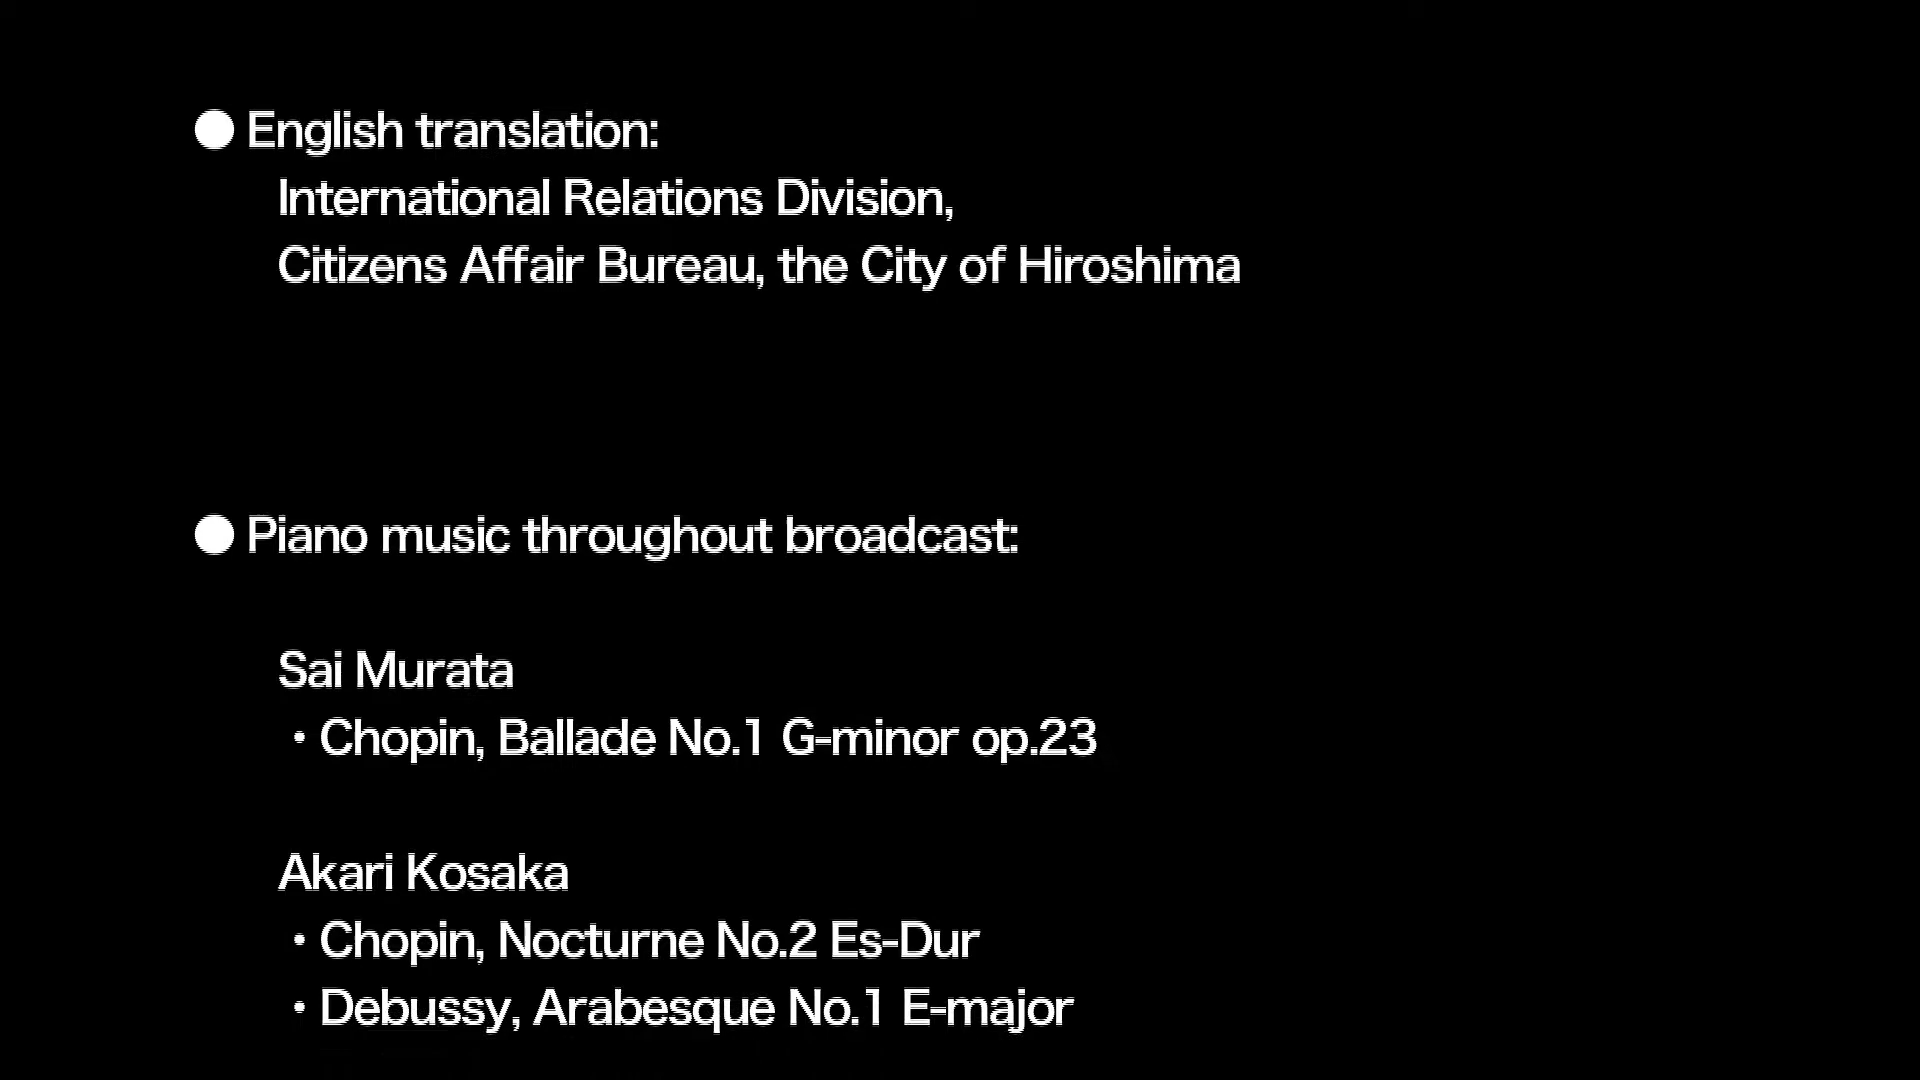 ● English translation:
International Relations Division,
Citizens Affair Bureau, the City of Hiroshima
● Piano music throughout broadcast:
Sai Murata
・Chopin, Ballade No.1 G-minor op.23
Akari Kosaka
・Chopin, Nocturne No.2 Es-Dur
・Debussy, Arabesque No.1 E-major